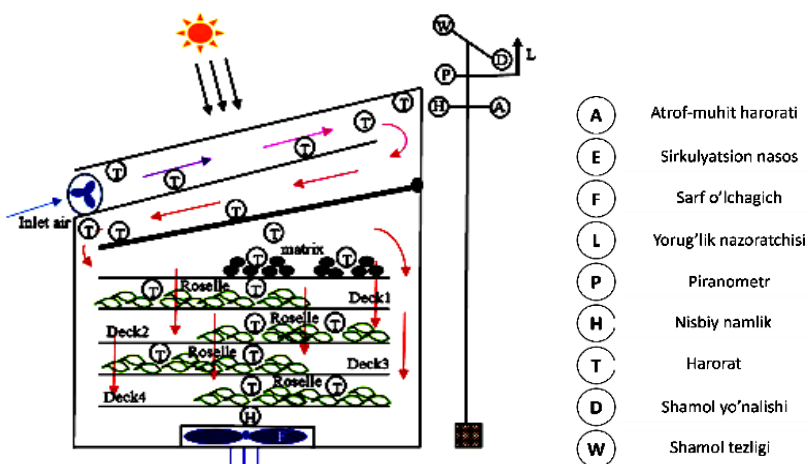 W
D
L
P
H
A
T
T
T
T
T
T
Inlet air
T
T
T
T
matrix
T
T
Roselle
T
Deck1
Deck2
Roselle
T
T
T
Roselle
T
Deck3
T
Roselle
T
Deck4
H
F
A Atrof-muhit harorati
E Sirkulyatsion nasos
F Sarf o'lchagich
L Yorug'lik nazoratchisi
P Piranometr
H Nisbiy namlik
T Harorat
D Shamol yo'nalishi
W Shamol tezligi